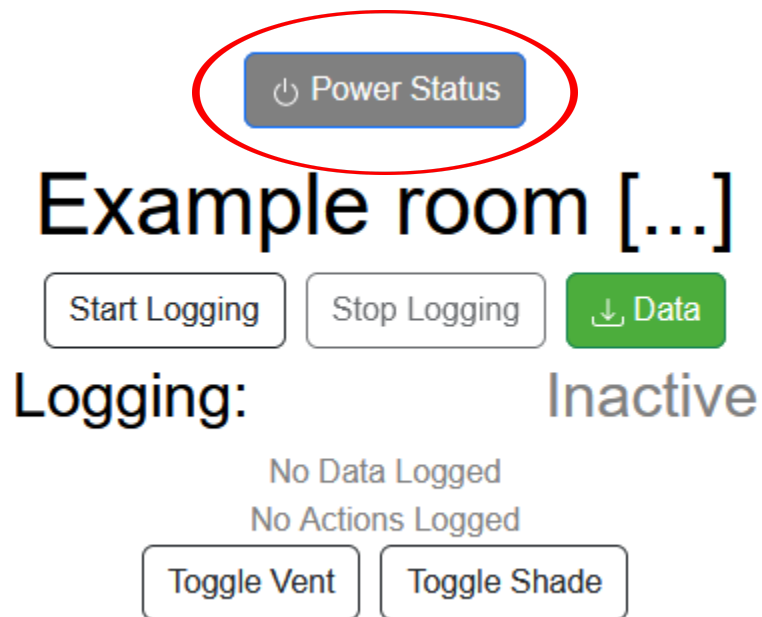 Power Status
Example room [...]
Start Logging Stop Logging Data
Logging: Inactive
No Data Logged
No Actions Logged
Toggle Vent Toggle Shade